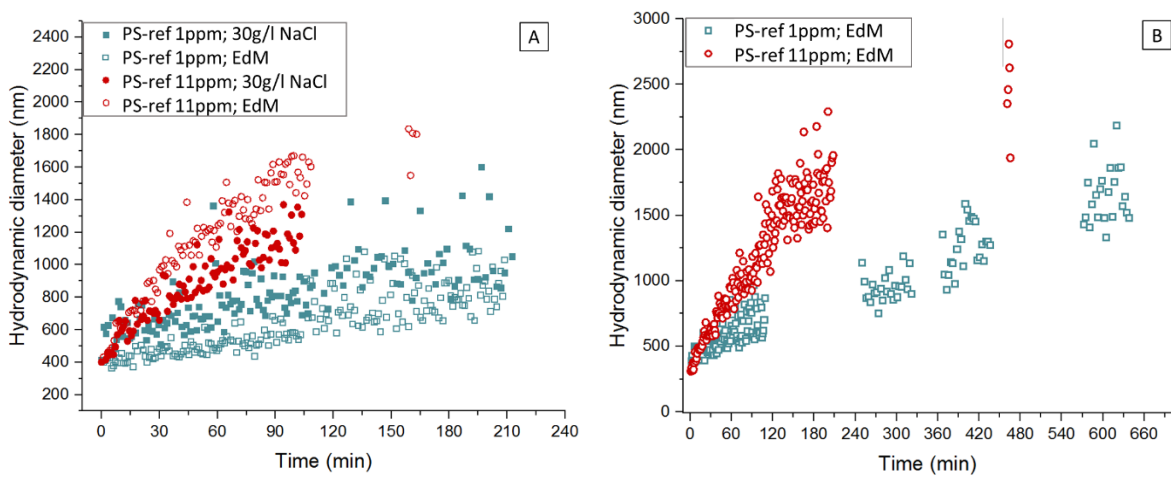 PS-ref 1ppm; 30g/l NaCl
PS-ref 1ppm; EdM
PS-ref 11ppm; 30g/l NaCl
PS-ref 11ppm; EdM
A
2400
2200
2000
1800
1600
1400
1200
1000
800
600
400
200
Hydrodynamic diameter (nm)
0 30 60 90 120 150 180 210 240
Time (min)
PS-ref 1ppm; EdM
PS-ref 11ppm; EdM
B
3000
2500
2000
1500
1000
500
0
Hydrodynamic diameter (nm)
0 60 120 180 240 300 360 420 480 540 600 660
Time (min)